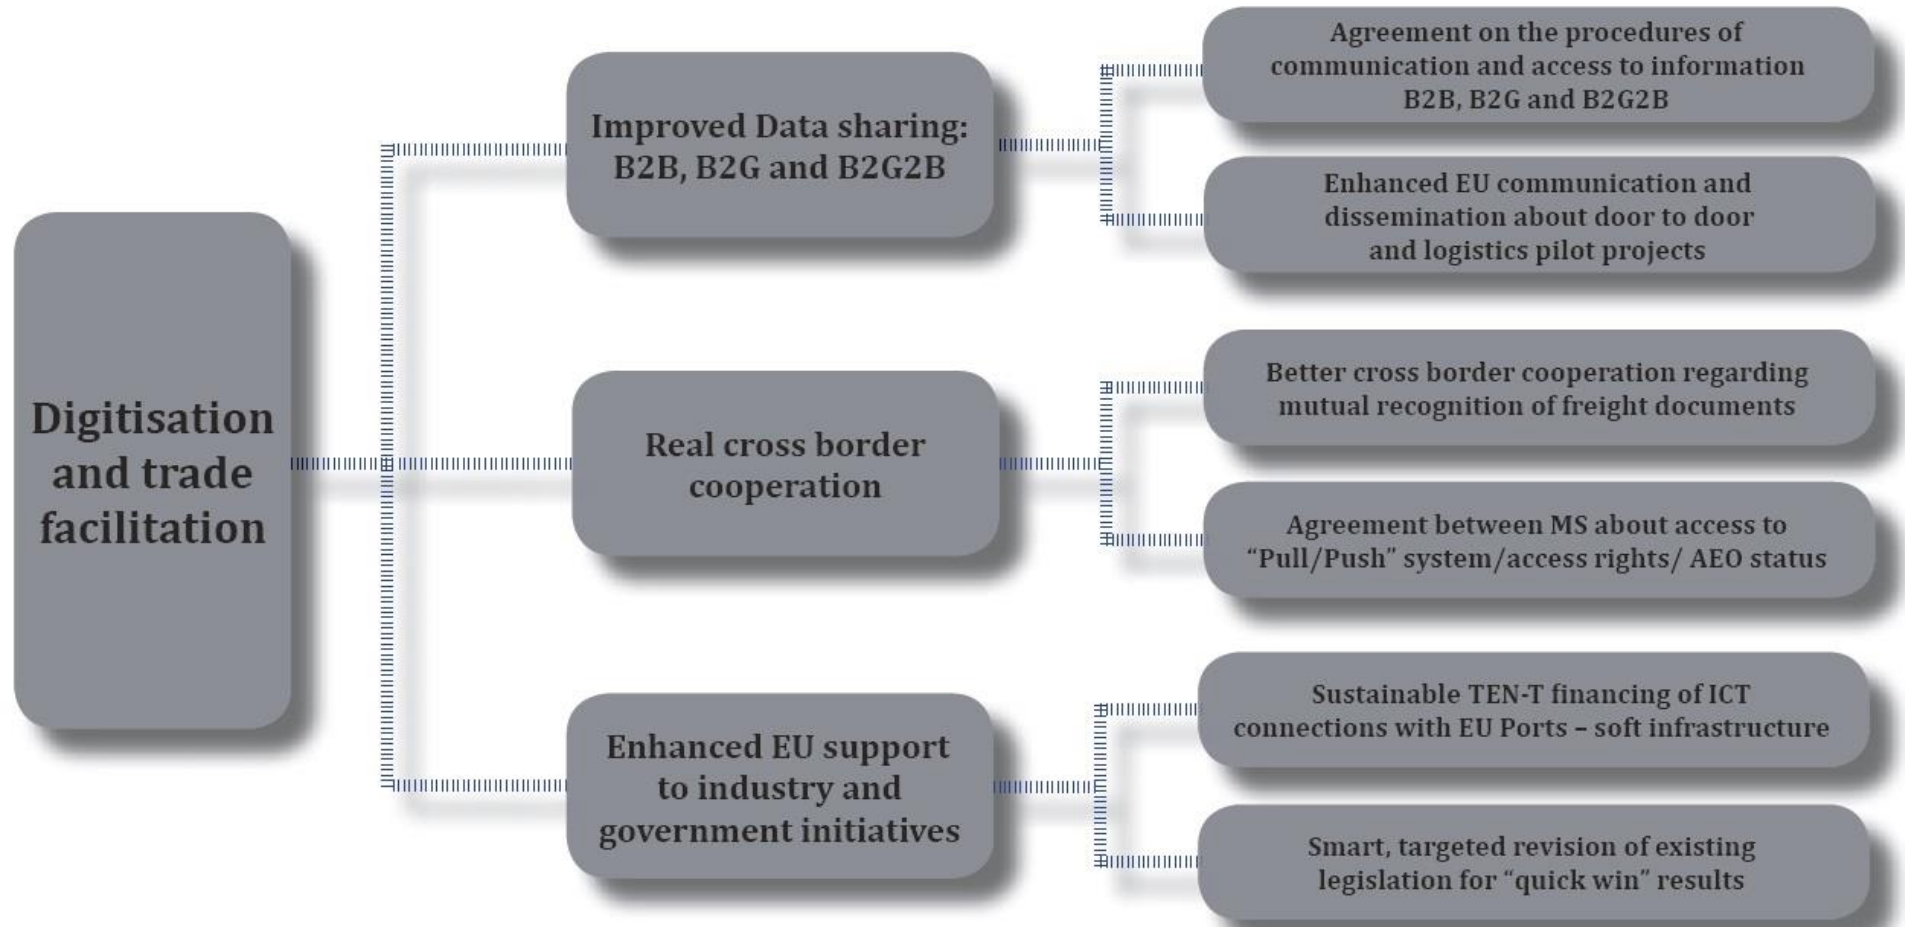 Digitisation
and trade
facilitation
Improved Data sharing:
B2B, B2G and B2G2B
Agreement on the procedures of
communication and access to information
B2B, B2G and B2G2B
Enhanced EU communication and
dissemination about door to door
and logistics pilot projects
Real cross border
cooperation
Better cross border cooperation regarding
mutual recognition of freight documents
Agreement between MS about access to
“Pull/Push” system/access rights/ AEO status
Enhanced EU support
to industry and
government initiatives
Sustainable TEN-T financing of ICT
connections with EU Ports – soft infrastructure
Smart, targeted revision of existing
legislation for “quick win” results